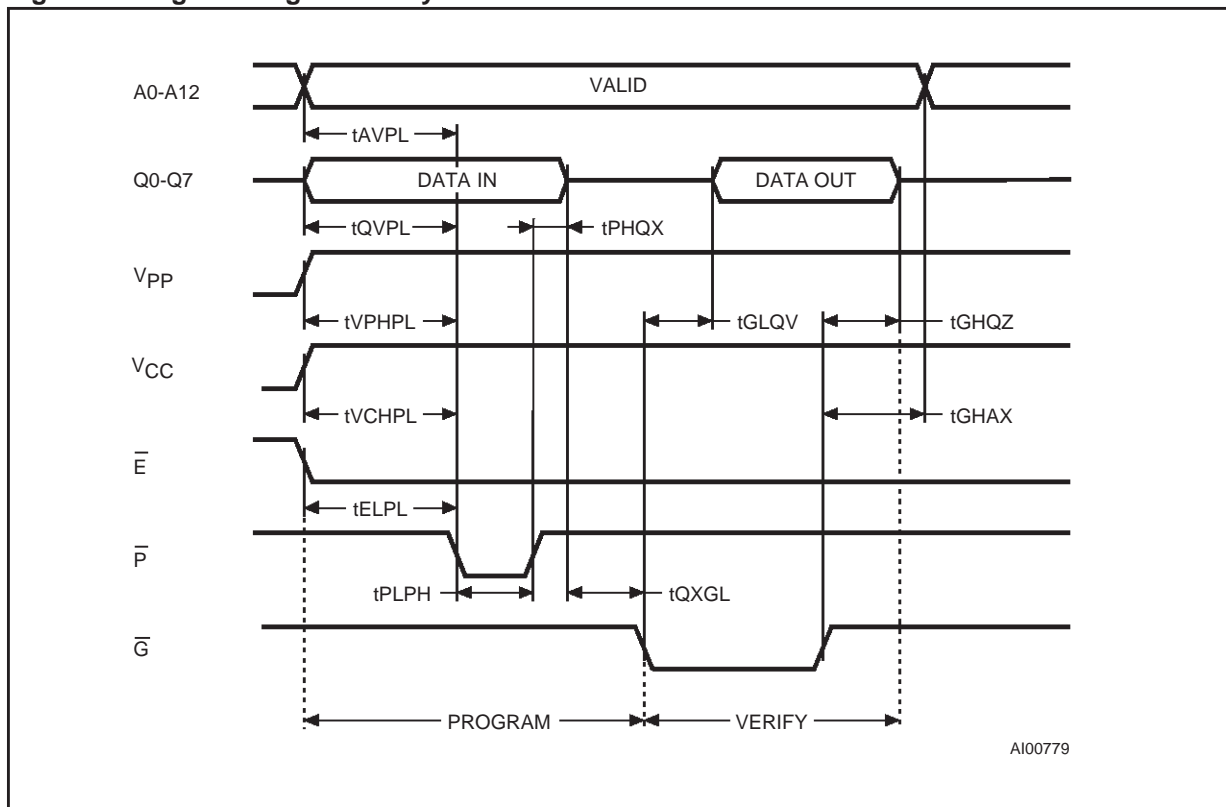 A0-A12
VALID
tAVPL
Q0-Q7
DATA IN
DATA OUT
tQVPL
tPHQX
VPP
tVPHPL
tGLQV
tGHQZ
VCC
tVCHPL
tGHAX
E̅
tELPL
P̅
tPLPH
tQXGL
G̅
PROGRAM
VERIFY
AI00779